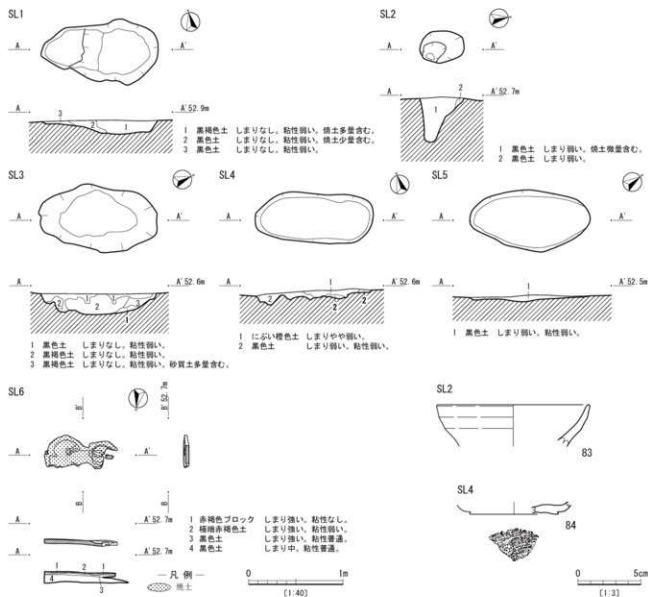 SL1
A A'
A A' 52.9m
3 2 1
1 黒褐色土 しまりなし。粘性弱い。焼土多量含む。
2 黒色土 しまりなし。粘性弱い。焼土少量含む。
3 黒色土 しまりなし。粘性弱い。
SL2
A A'
A A' 52.7m
1 2
1 黒色土 しまり弱い。焼土微量含む。
2 黒色土 しまり弱い。
SL3
A A'
A A' 52.6m
2 1 2 3 1
1 黒色土 しまりなし。粘性弱い。
2 黒褐色土 しまりなし。粘性弱い。
3 黒褐色土 しまりなし。粘性弱い。砂質土多量含む。
SL4
A A'
A A' 52.6m
2 1 2 2
1 にぶい橙色土 しまりやや弱い。
2 黒色土 しまり弱い。粘性弱い。
SL5
A A'
A A' 52.5m
1
1 黒色土 しまり弱い。粘性弱い。
SL6
B' B' 52.7m
A A'
B B
A A' 52.7m
A A' 52.7m
1 2 1
4 3
1 赤褐色ブロック しまり強い。粘性なし。
2 極暗赤褐色土 しまり強い。粘性弱い。
3 黒色土 しまり強い。粘性普通。
4 黒色土 しまり中。粘性普通。
― 凡 例 ―
焼土
0 1m
[1:40]
SL2
83
SL4
84
0 5cm
[1:3]